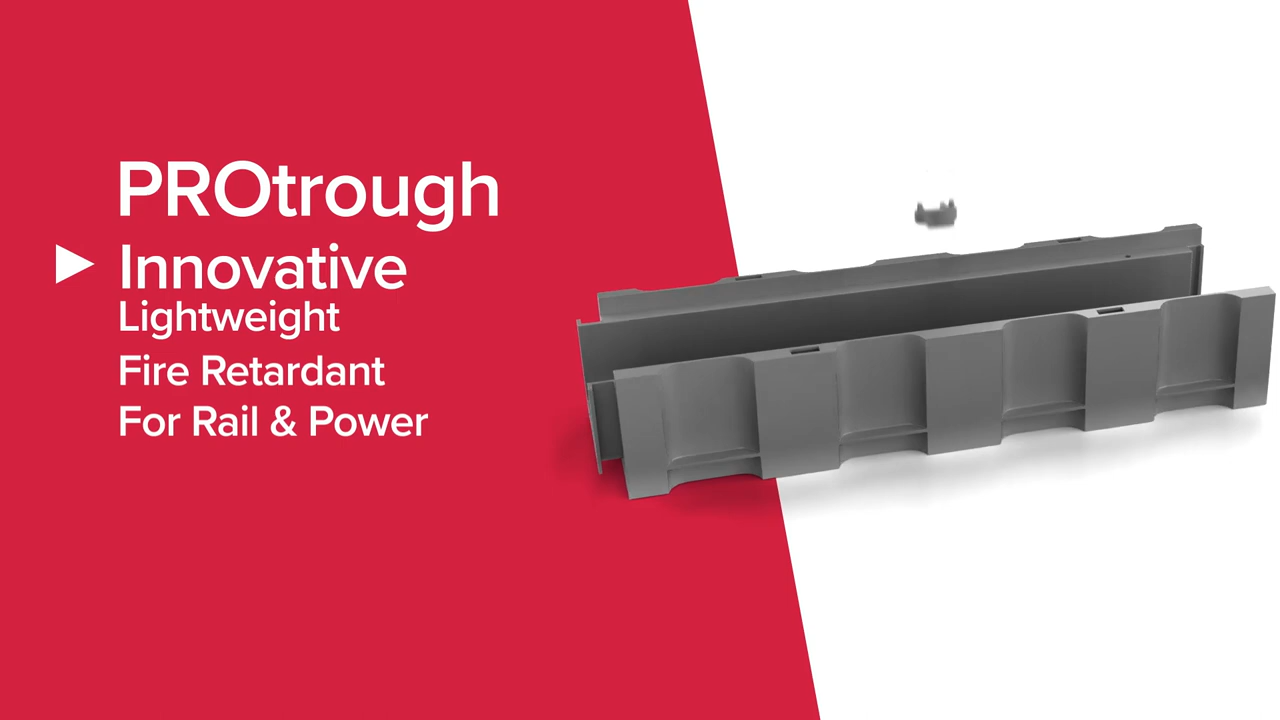 PROtrough
Innovative
Lightweight
Fire Retardant
For Rail & Power